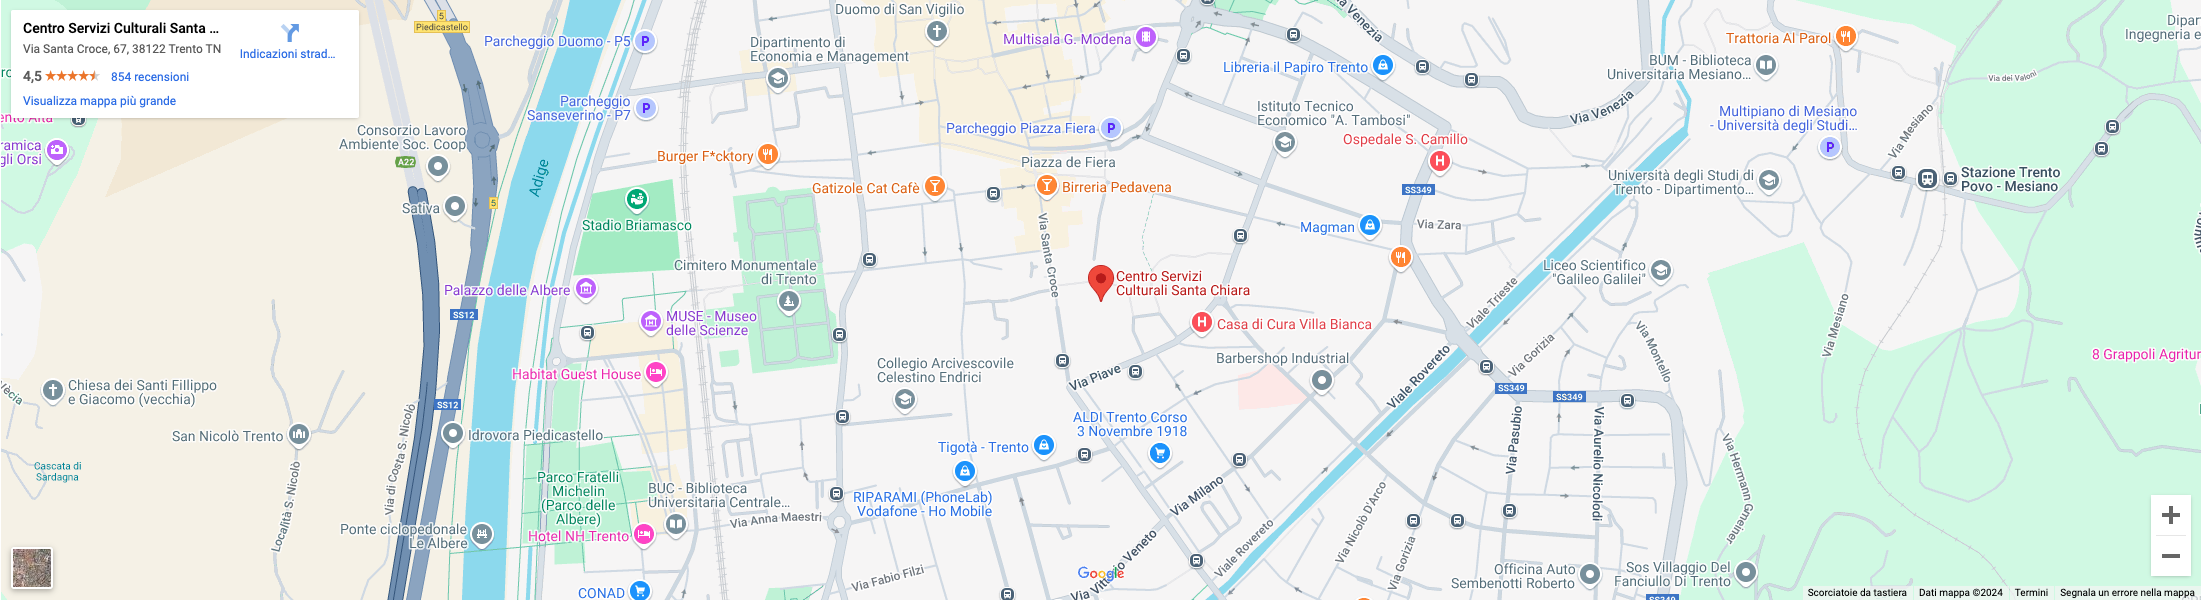 Centro Servizi Culturali Santa ...
Via Santa Croce, 67, 38122 Trento TN
4,5
854 recensioni
Visualizza mappa più grande
Indicazioni strad...
5
Piedicastello
Parcheggio Duomo - P5
P
Duomo di San Vigilio
Dipartimento di
Economia e Management
Multisala G. Modena
Libreria il Papiro Trento
Via Venezia
Trattoria Al Parol
BUM - Biblioteca
Universitaria Mesiano...
Via dei Valoni
Multipiano di Mesiano
- Università degli Studi...
P
Via Mesiano
Via Venezia
Parcheggio
Sanseverino - P7
P
Parcheggio Piazza Fiera
P
Istituto Tecnico
Economico "A. Tambosi"
Ospedale S. Camillo
H
Consorzio Lavoro
Ambiente Soc. Coop
A22
Adige
Burger F*cktory
Piazza de Fiera
Gatizole Cat Cafè
Birreria Pedavena
SS349
Università degli Studi di
Trento - Dipartimento...
Stazione Trento
Povo - Mesiano
Sativa
5
Stadio Briamasco
Via Santa Croce
Magman
Via Zara
Cimitero Monumentale
di Trento
Palazzo delle Albere
Centro Servizi
Culturali Santa Chiara
Liceo Scientifico
"Galileo Galilei"
Viale Trieste
Via Mesiano
SS12
MUSE - Museo
delle Scienze
H
Casa di Cura Villa Bianca
Via Gorizia
Via Montello
8 Grappoli Agritur
Habitat Guest House
Collegio Arcivescovile
Celestino Endrici
Via Piave
Barbershop Industrial
Viale Rovereto
SS349
SS349
Chiesa dei Santi Fillippo
e Giacomo (vecchia)
SS12
Via di Costa S. Nicolò
San Nicolò Trento
Idrovora Piedicastello
ALDI Trento Corso
3 Novembre 1918
Tigotà - Trento
Via Pasubio
Via Aurelio Nicolodi
Via Hermann Gmeiner
Cascata di
Sardagna
Località S. Nicolò
Parco Fratelli
Michelin
(Parco delle
Albere)
BUC - Biblioteca
Universitaria Centrale...
RIPARAMI (PhoneLab)
Vodafone - Ho Mobile
Via Milano
Via Nicolò D'Arco
Via Anna Maestri
Ponte ciclopedonale
Le Albere
Hotel NH Trento
Via Vittorio Veneto
Viale Rovereto
Via Gorizia
Via Fabio Filzi
Google
CONAD
Officina Auto
Sembenotti Roberto
Sos Villaggio Del
Fanciullo Di Trento
Scorciatoie da tastiera
Dati mappa ©2024
Termini
Segnala un errore nella mappa